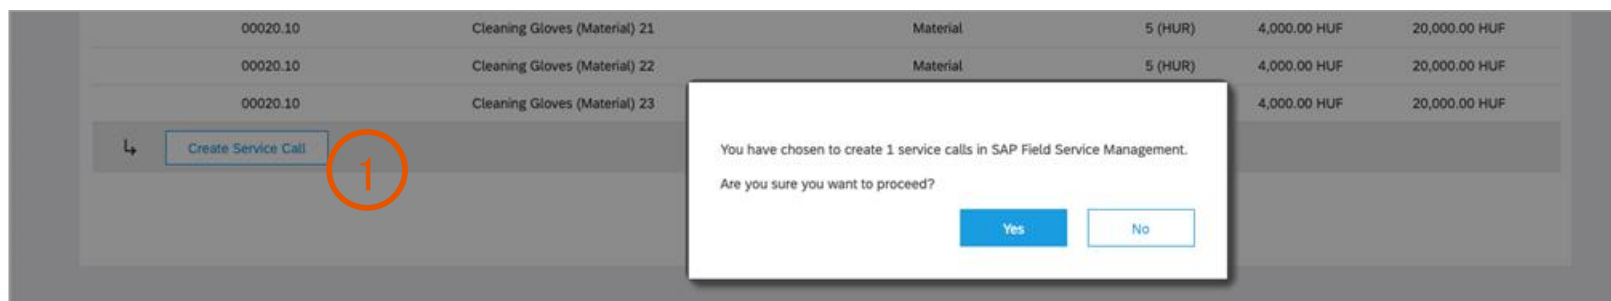 00020.10 Cleaning Gloves (Material) 21 Material 5 (HUR) 4,000.00 HUF 20,000.00 HUF
00020.10 Cleaning Gloves (Material) 22 Material 5 (HUR) 4,000.00 HUF 20,000.00 HUF
00020.10 Cleaning Gloves (Material) 23 4,000.00 HUF 20,000.00 HUF
Create Service Call
1
You have chosen to create 1 service calls in SAP Field Service Management.
Are you sure you want to proceed?
Yes No